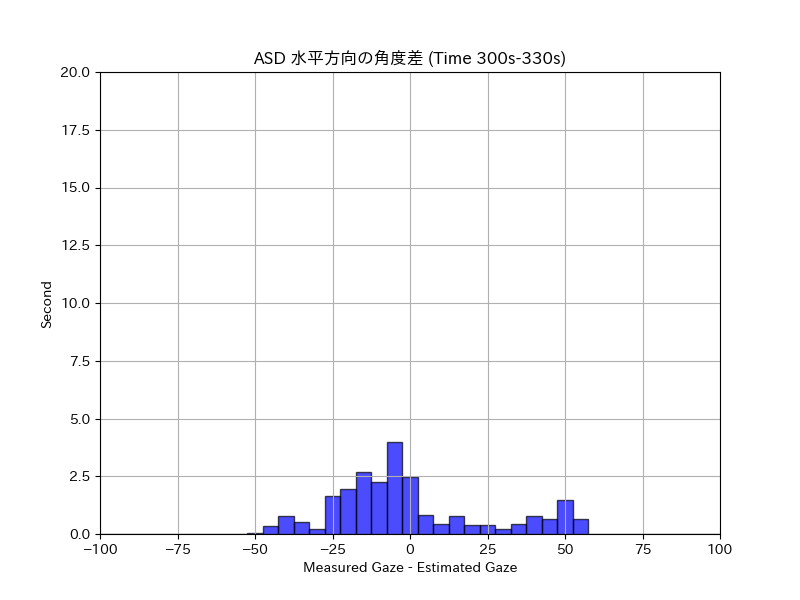 ASD 水平方向の角度差 (Time 300s-330s)
20.0
17.5
15.0
12.5
10.0
7.5
5.0
2.5
0.0
Second
−100 −75 −50 −25 0 25 50 75 100
Measured Gaze - Estimated Gaze